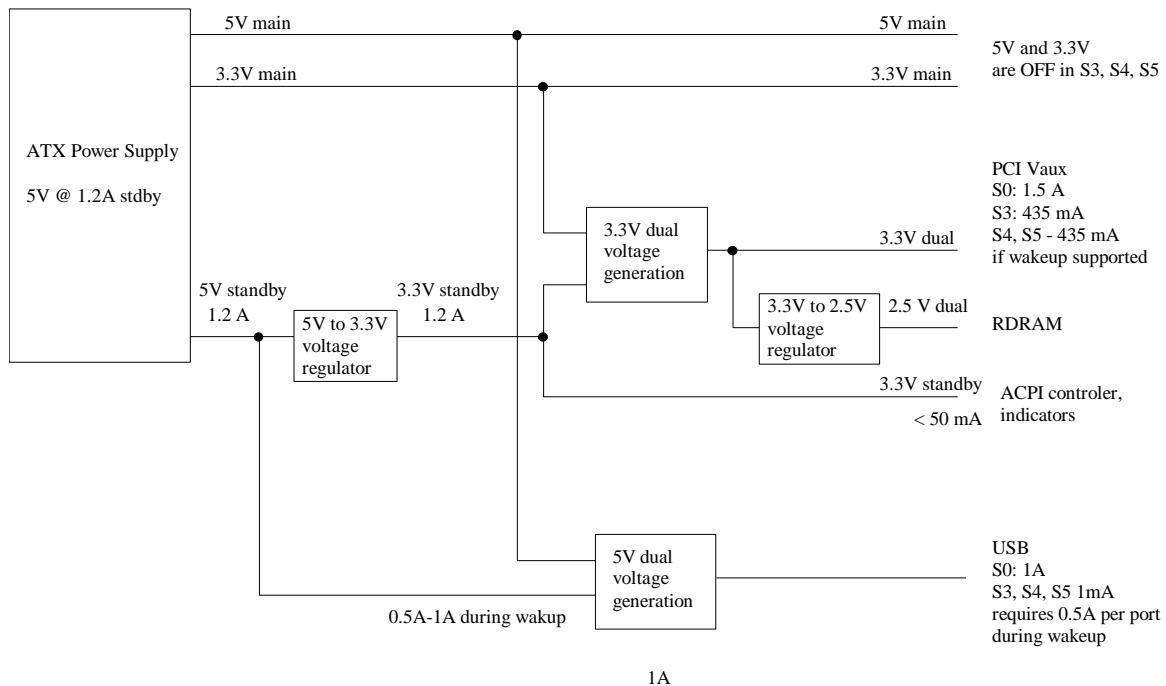 5V main
5V main
5V and 3.3V
are OFF in S3, S4, S5
3.3V main
3.3V main
ATX Power Supply
5V @ 1.2A stdby
PCI Vaux
S0: 1.5 A
S3: 435 mA
S4, S5 - 435 mA
if wakeup supported
3.3V dual
voltage
generation
3.3V dual
5V standby
1.2 A
5V to 3.3V
voltage
regulator
3.3V standby
1.2 A
3.3V to 2.5V
voltage
regulator
2.5 V dual
RDRAM
3.3V standby
< 50 mA
ACPI controler,
indicators
5V dual
voltage
generation
0.5A-1A during wakup
USB
S0: 1A
S3, S4, S5 1mA
requires 0.5A per port
during wakeup
1A